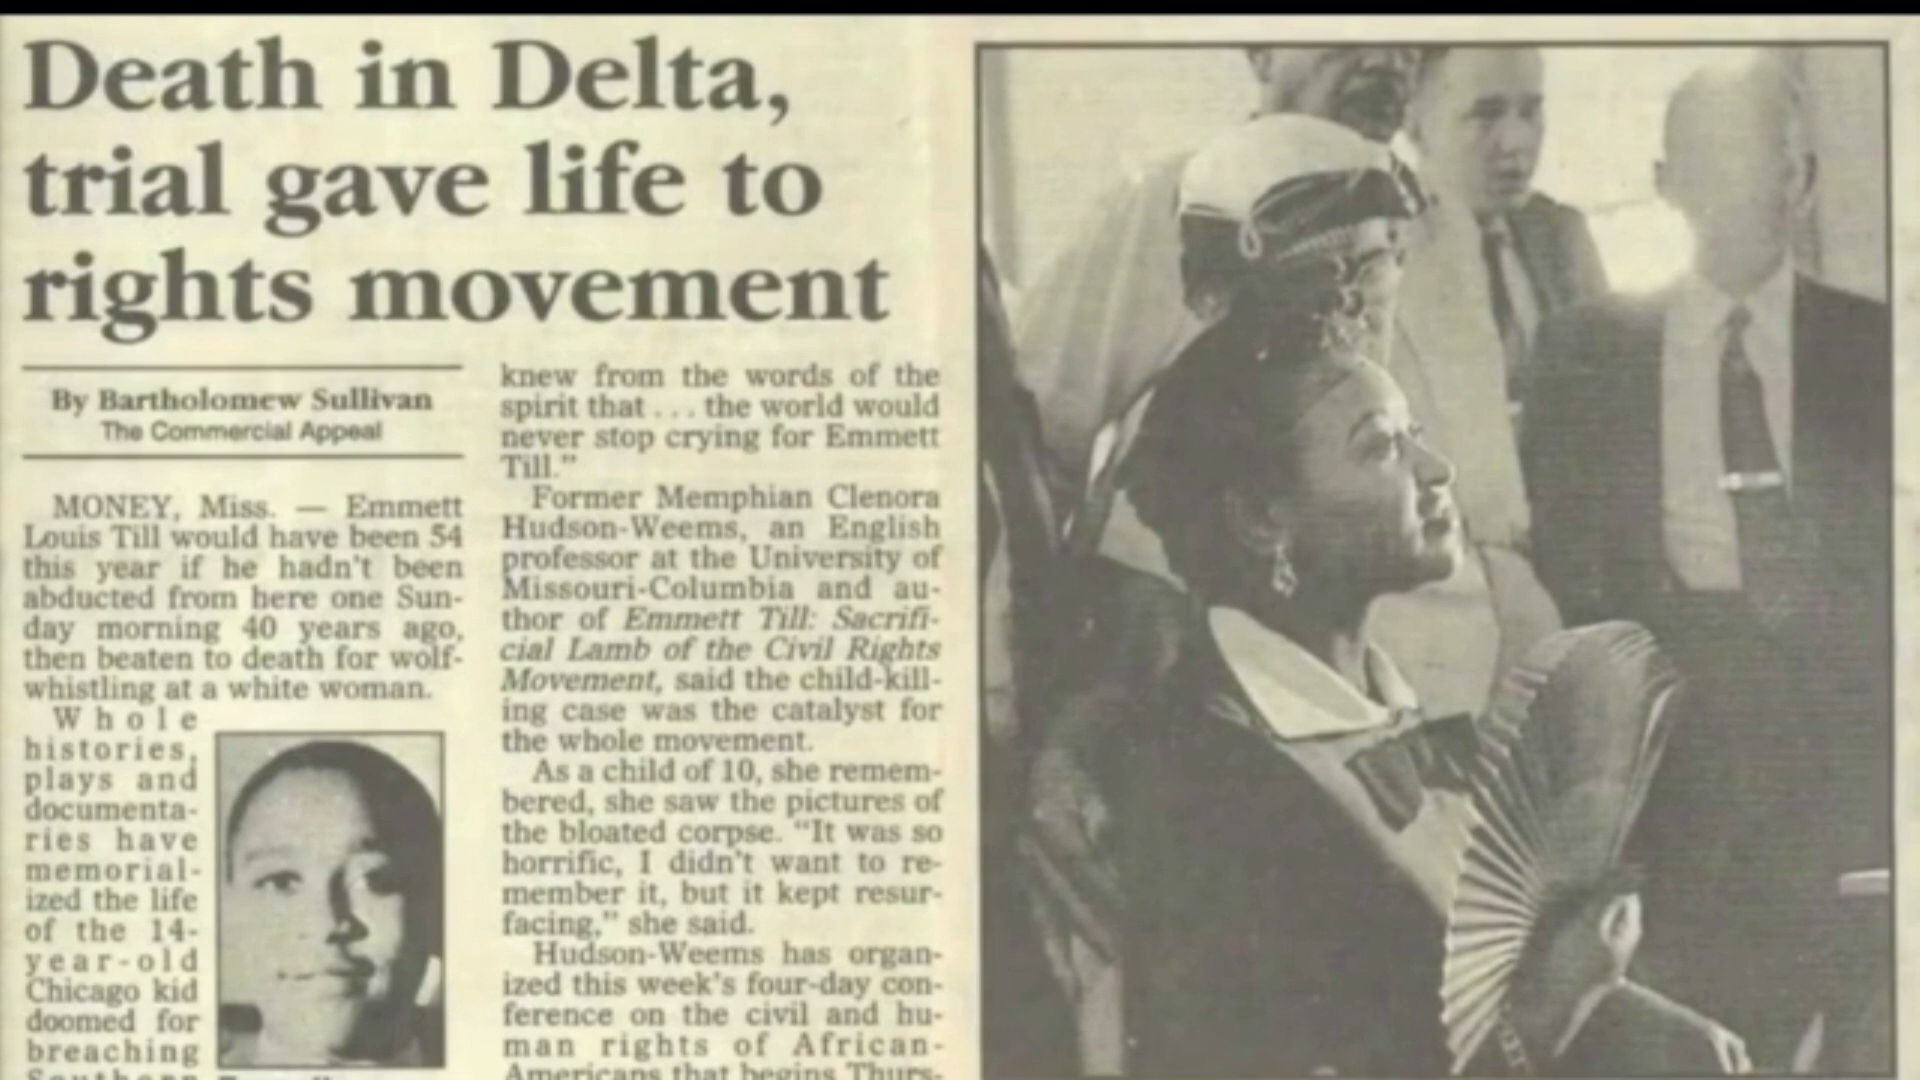 Death in Delta,
trial gave life to
rights movement
By Bartholomew Sullivan
The Commercial Appeal
MONEY, Miss. — Emmett
Louis Till would have been 54
this year if he hadn't been
abducted from here one Sun-
day morning 40 years ago,
then beaten to death for wolf-
whistling at a white woman.
Whole
histories,
plays and
documenta-
ries have
memorial-
ized the life
of the 14-
year-old
Chicago kid
doomed for
breaching
Southern
knew from the words of the
spirit that . . . the world would
never stop crying for Emmett
Till."
Former Memphian Clenora
Hudson-Weems, an English
professor at the University of
Missouri-Columbia and au-
thor of Emmett Till: Sacrifi-
cial Lamb of the Civil Rights
Movement, said the child-kill-
ing case was the catalyst for
the whole movement.
As a child of 10, she remem-
bered, she saw the pictures of
the bloated corpse. "It was so
horrific, I didn't want to re-
member it, but it kept resur-
facing," she said.
Hudson-Weems has organ-
ized this week's four-day con-
ference on the civil and hu-
man rights of African-
Americans that begins Thurs-